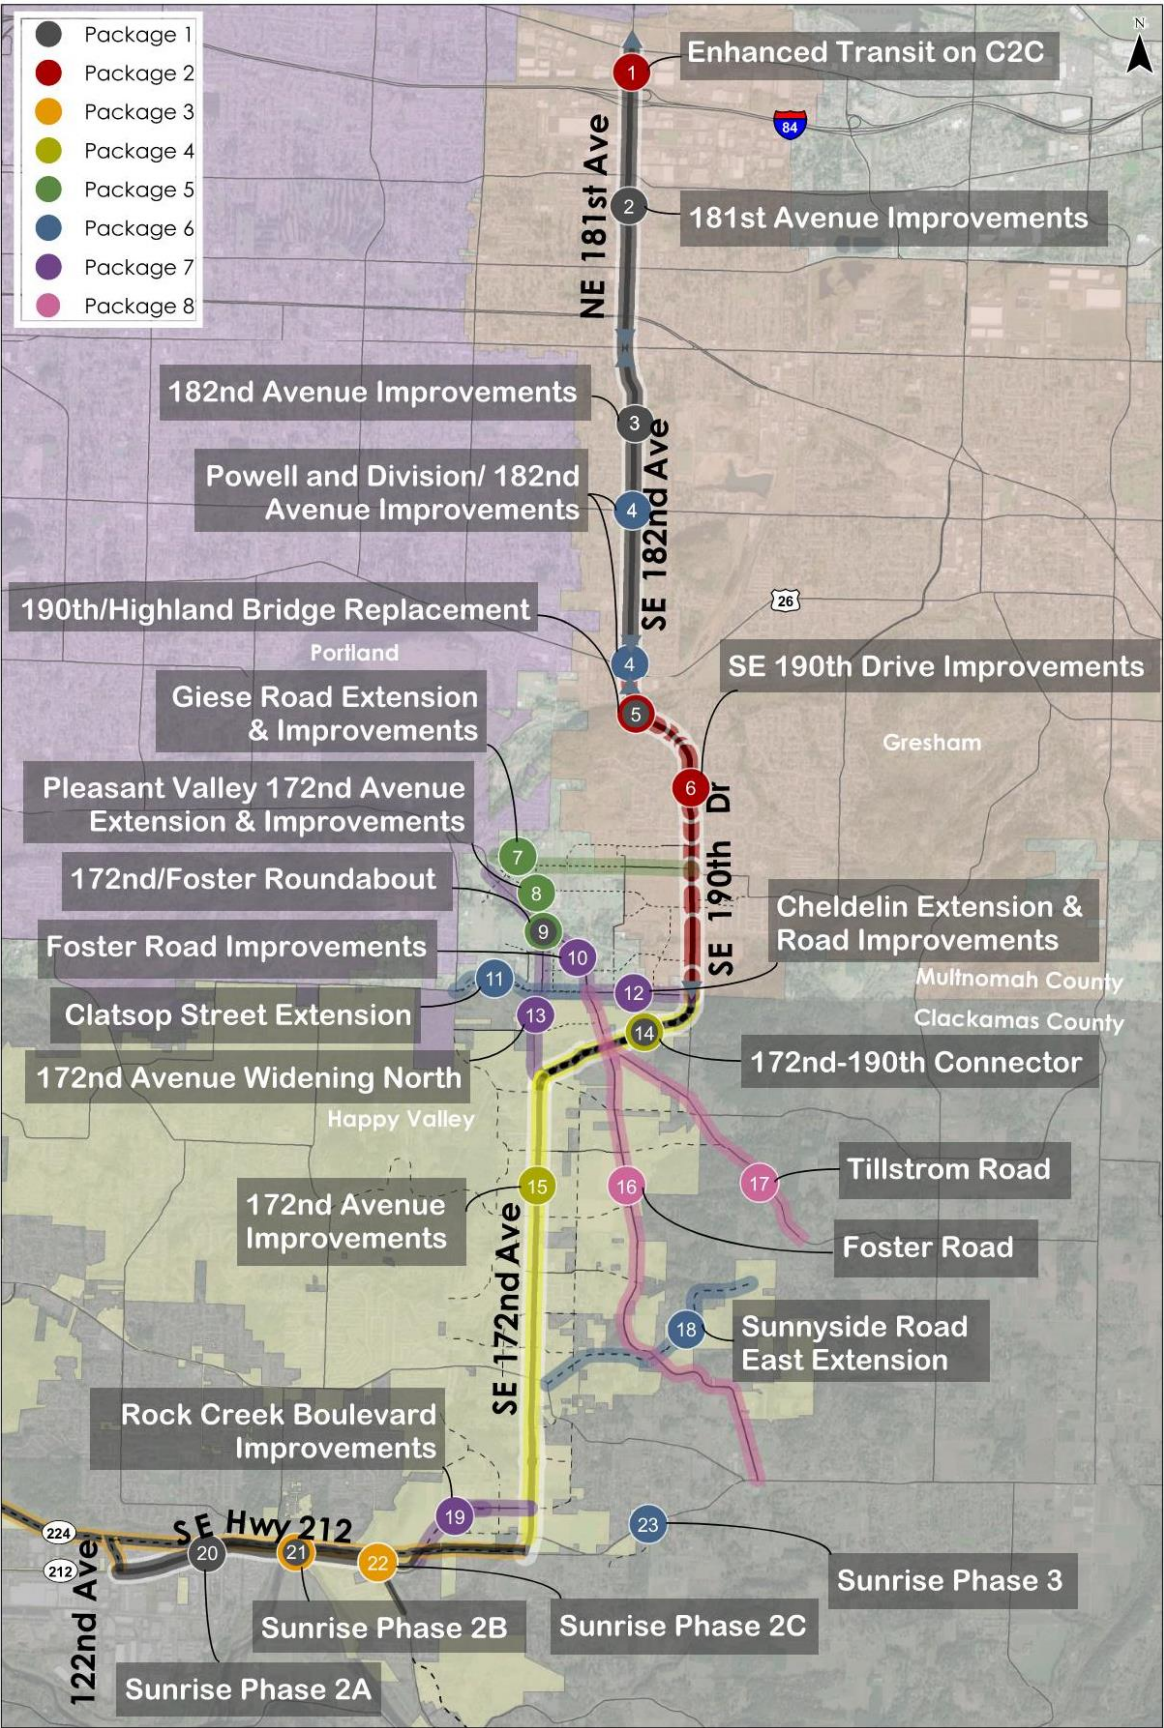 Package 1
Package 2
Package 3
Package 4
Package 5
Package 6
Package 7
Package 8
N
1
Enhanced Transit on C2C
84
NE 181st Ave
2
181st Avenue Improvements
182nd Avenue Improvements
3
SE 182nd Ave
Powell and Division/ 182nd
Avenue Improvements
4
26
190th/Highland Bridge Replacement
Portland
4
SE 190th Drive Improvements
Giese Road Extension
& Improvements
5
Gresham
6
SE 190th Dr
Pleasant Valley 172nd Avenue
Extension & Improvements
7
8
172nd/Foster Roundabout
9
Cheldelin Extension &
Road Improvements
Foster Road Improvements
10
Multnomah County
11
12
Clatsop Street Extension
13
Clackamas County
14
172nd-190th Connector
172nd Avenue Widening North
Happy Valley
Tillstrom Road
15
16
17
172nd Avenue
Improvements
SE 172nd Ave
Foster Road
18
Sunnyside Road
East Extension
Rock Creek Boulevard
Improvements
19
23
SE Hwy 212
224
212
122nd Ave
20
21
22
Sunrise Phase 3
Sunrise Phase 2B
Sunrise Phase 2C
Sunrise Phase 2A